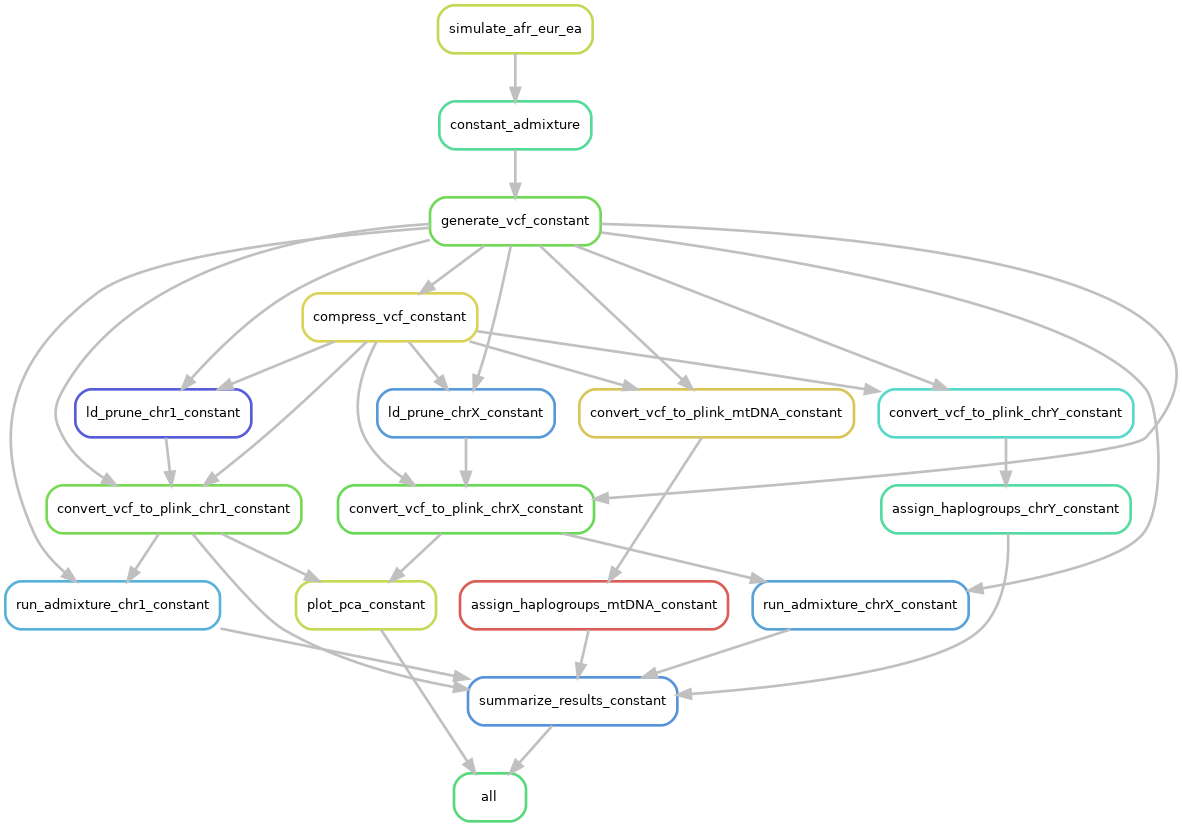 simulate_afr_eur_ea
constant_admixture
generate_vcf_constant
compress_vcf_constant
ld_prune_chr1_constant
ld_prune_chrX_constant
convert_vcf_to_plink_mtDNA_constant
convert_vcf_to_plink_chrY_constant
convert_vcf_to_plink_chr1_constant
convert_vcf_to_plink_chrX_constant
assign_haplogroups_chrY_constant
run_admixture_chr1_constant
plot_pca_constant
assign_haplogroups_mtDNA_constant
run_admixture_chrX_constant
summarize_results_constant
all